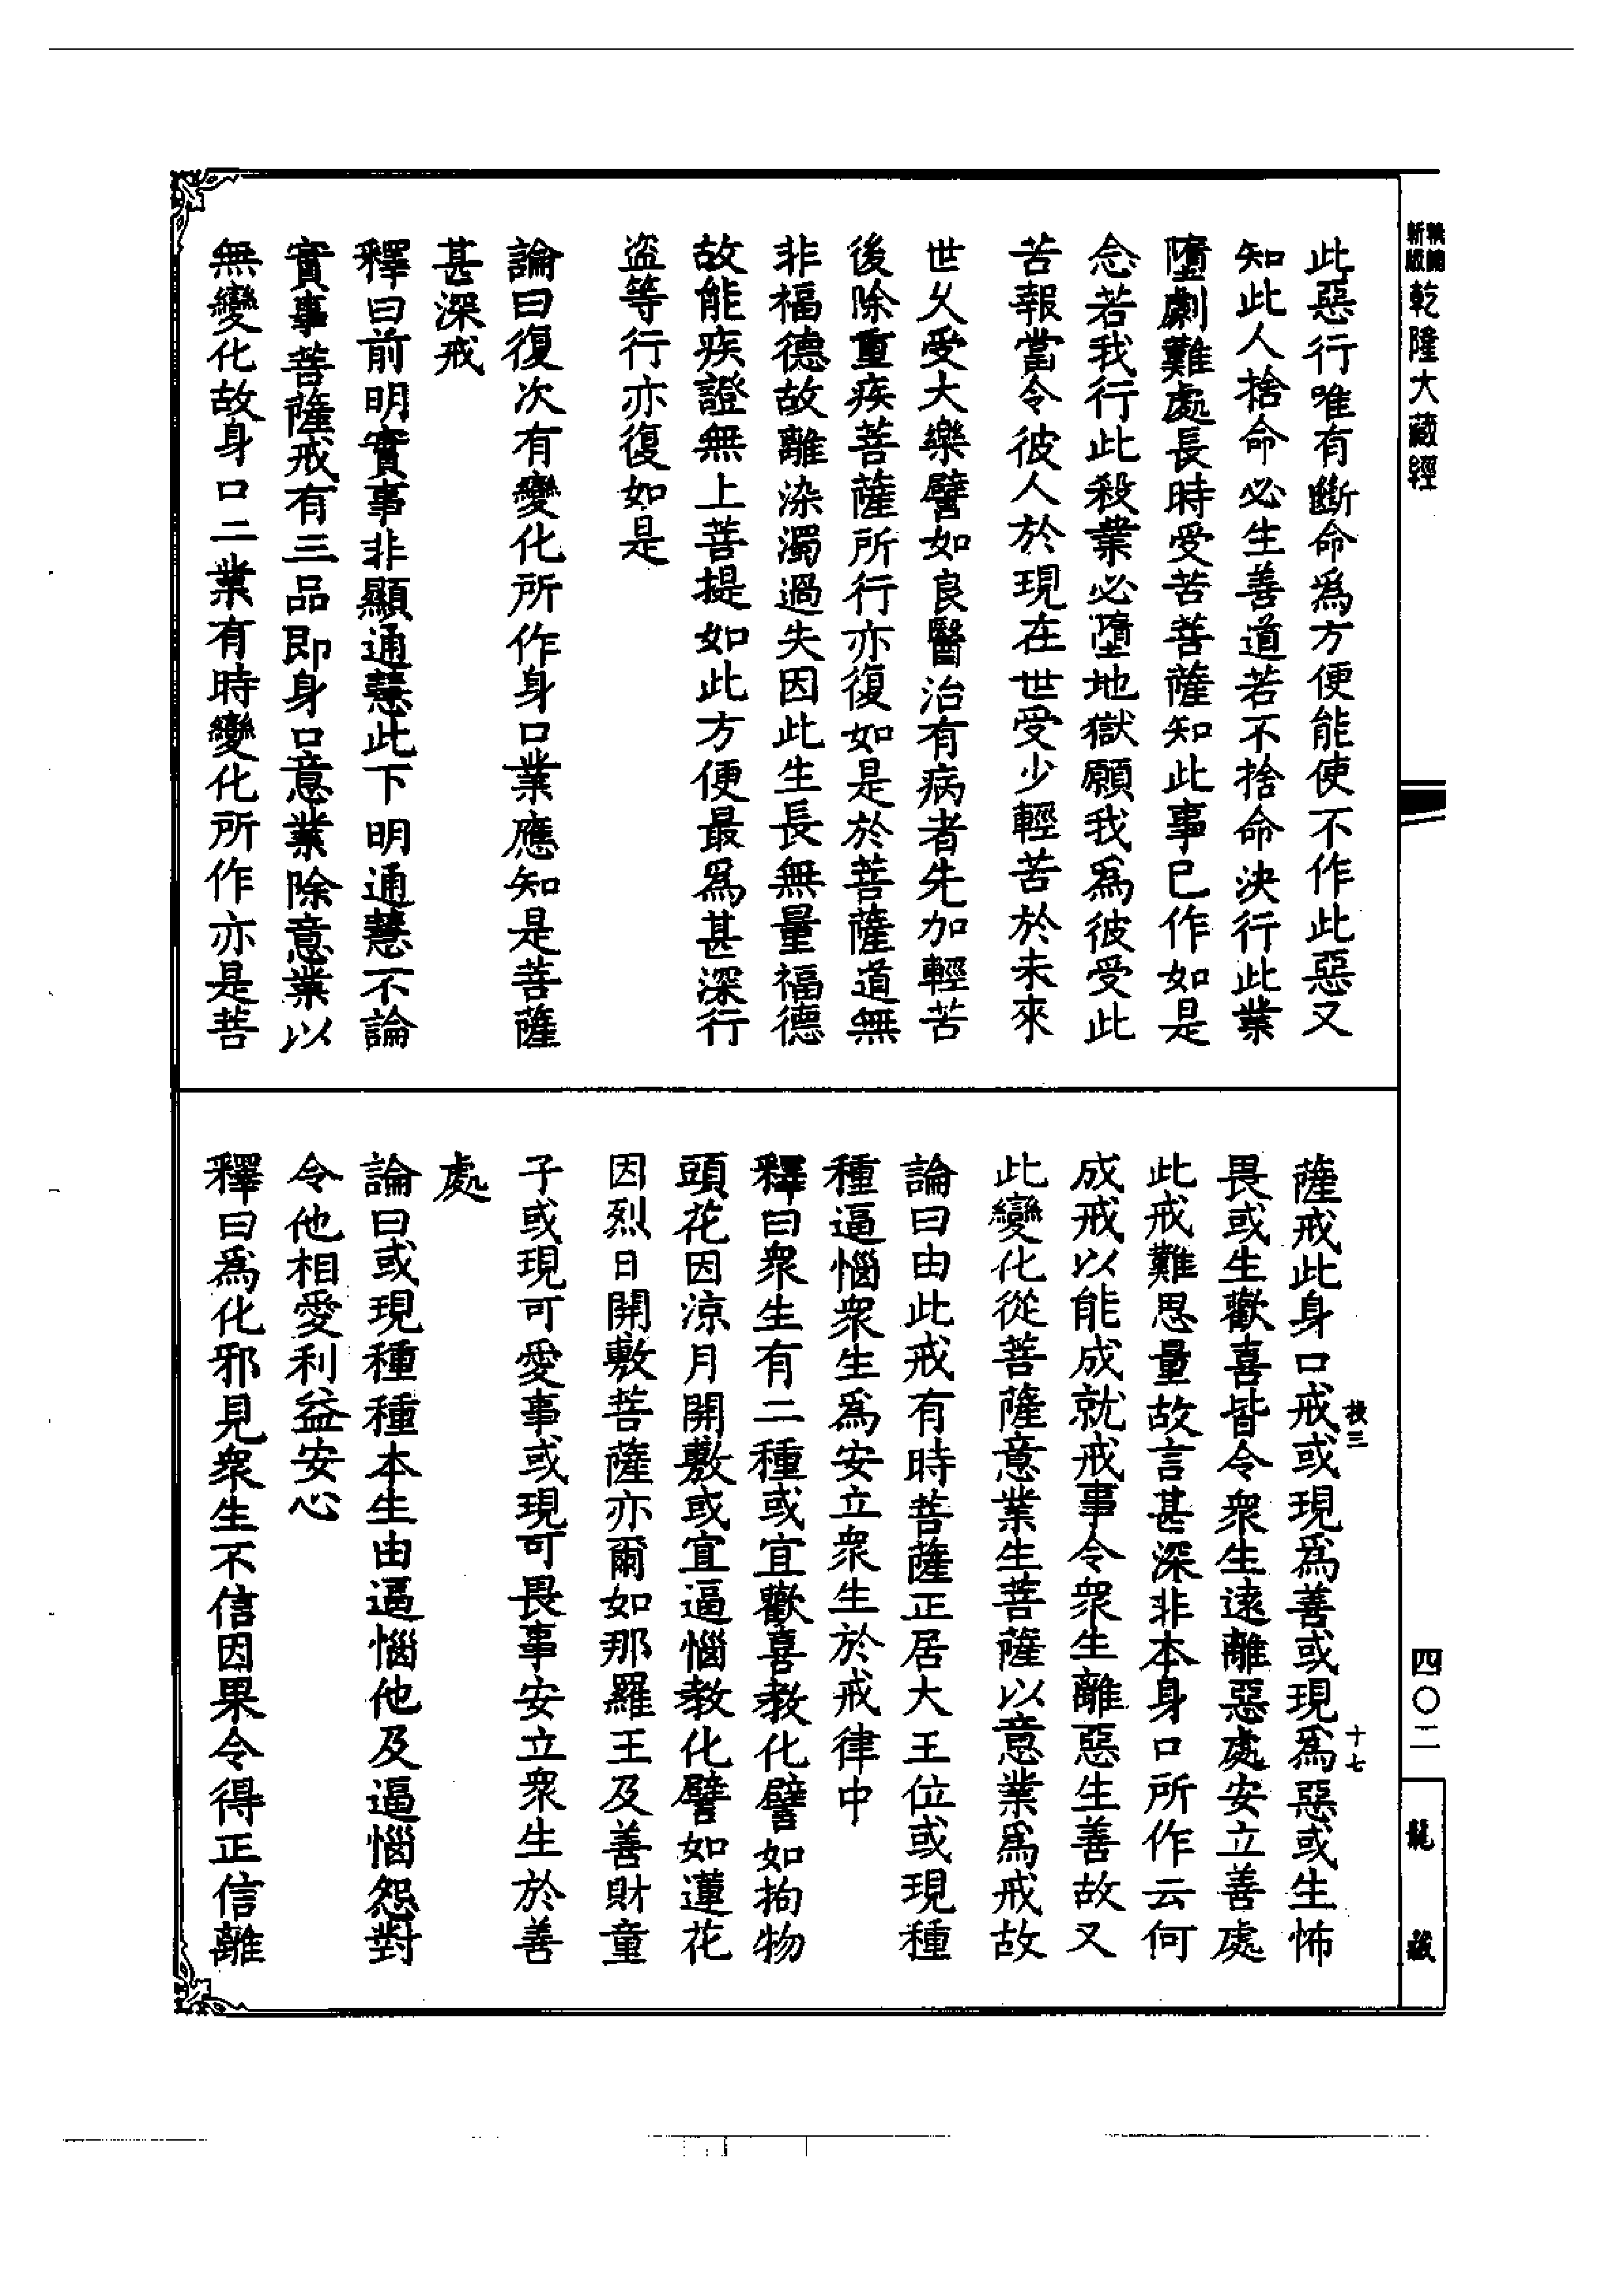 新版
乾隆大藏經
此惡行唯有斷命爲方便能使不作此惡又
知此人捨命必生善道若不捨命決行此業
墮劇難處長時受苦菩薩知此事已作如是
念若我行此殺業必墮地獄願我爲彼受此
苦報當令彼人於現在世受少輕苦於未來
世乆受大樂譬如良醫治有病者先加輕苦
後除重疾菩薩所行亦復如是於菩薩道無
非福德故離染濁過失因此生長無量福德
故能疾證無上菩提如此方便最爲甚深行
盜等行亦復如是
論曰復次有變化所作身口業應知是菩薩
甚深戒
釋曰前明實事非顯通慧此下明通慧不論
實事菩薩戒有三品即身口意業除意業以
無變化故身口二業有時變化所作亦是菩
薩戒此身口戒或現爲善或現爲惡或生怖
畏或生歡喜皆令衆生遠離惡處安立善處
此戒難思量故言甚深非本身口所作云何
成戒以能成就戒事令衆生離惡生善故又
此變化從菩薩意業生菩薩以意業爲戒故
論曰由此戒有時菩薩正居大王位或現種
種逼惱衆生爲安立衆生於戒律中
釋曰衆生有二種或宜歡喜教化譬如拘物
頭花因涼月開敷或宜逼惱教化譬如蓮花
因烈日開敷菩薩亦爾如那羅王及善財童
子或現可愛事或現可畏事安立衆生於善
處
論曰或現種種本生由逼惱他及逼惱怨對
令他相愛利益安心
釋曰爲化邪見衆生不信因果令得正信離
十七
四〇二
龍藏